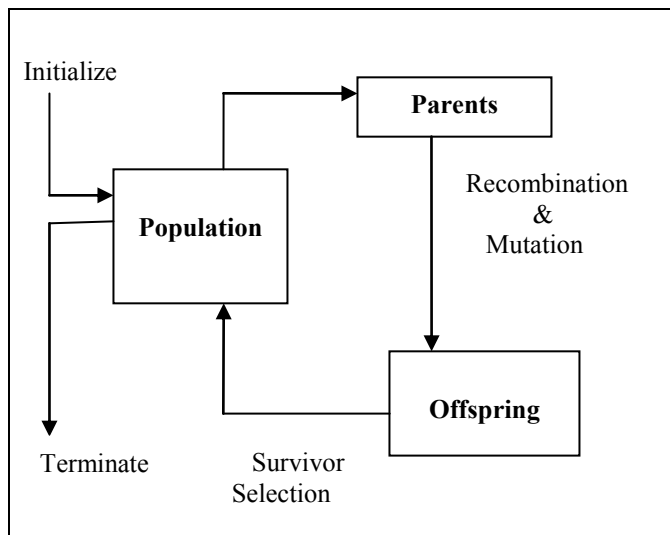 Initialize
Parents
Recombination
&
Mutation
Population
Offspring
Terminate
Survivor
Selection